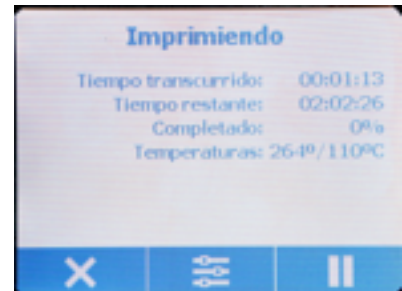 Imprimiendo
Tiempo transcurrido: 00:01:13
Tiempo restante: 02:02:26
Completado: 0%
Temperaturas: 264º/110ºC